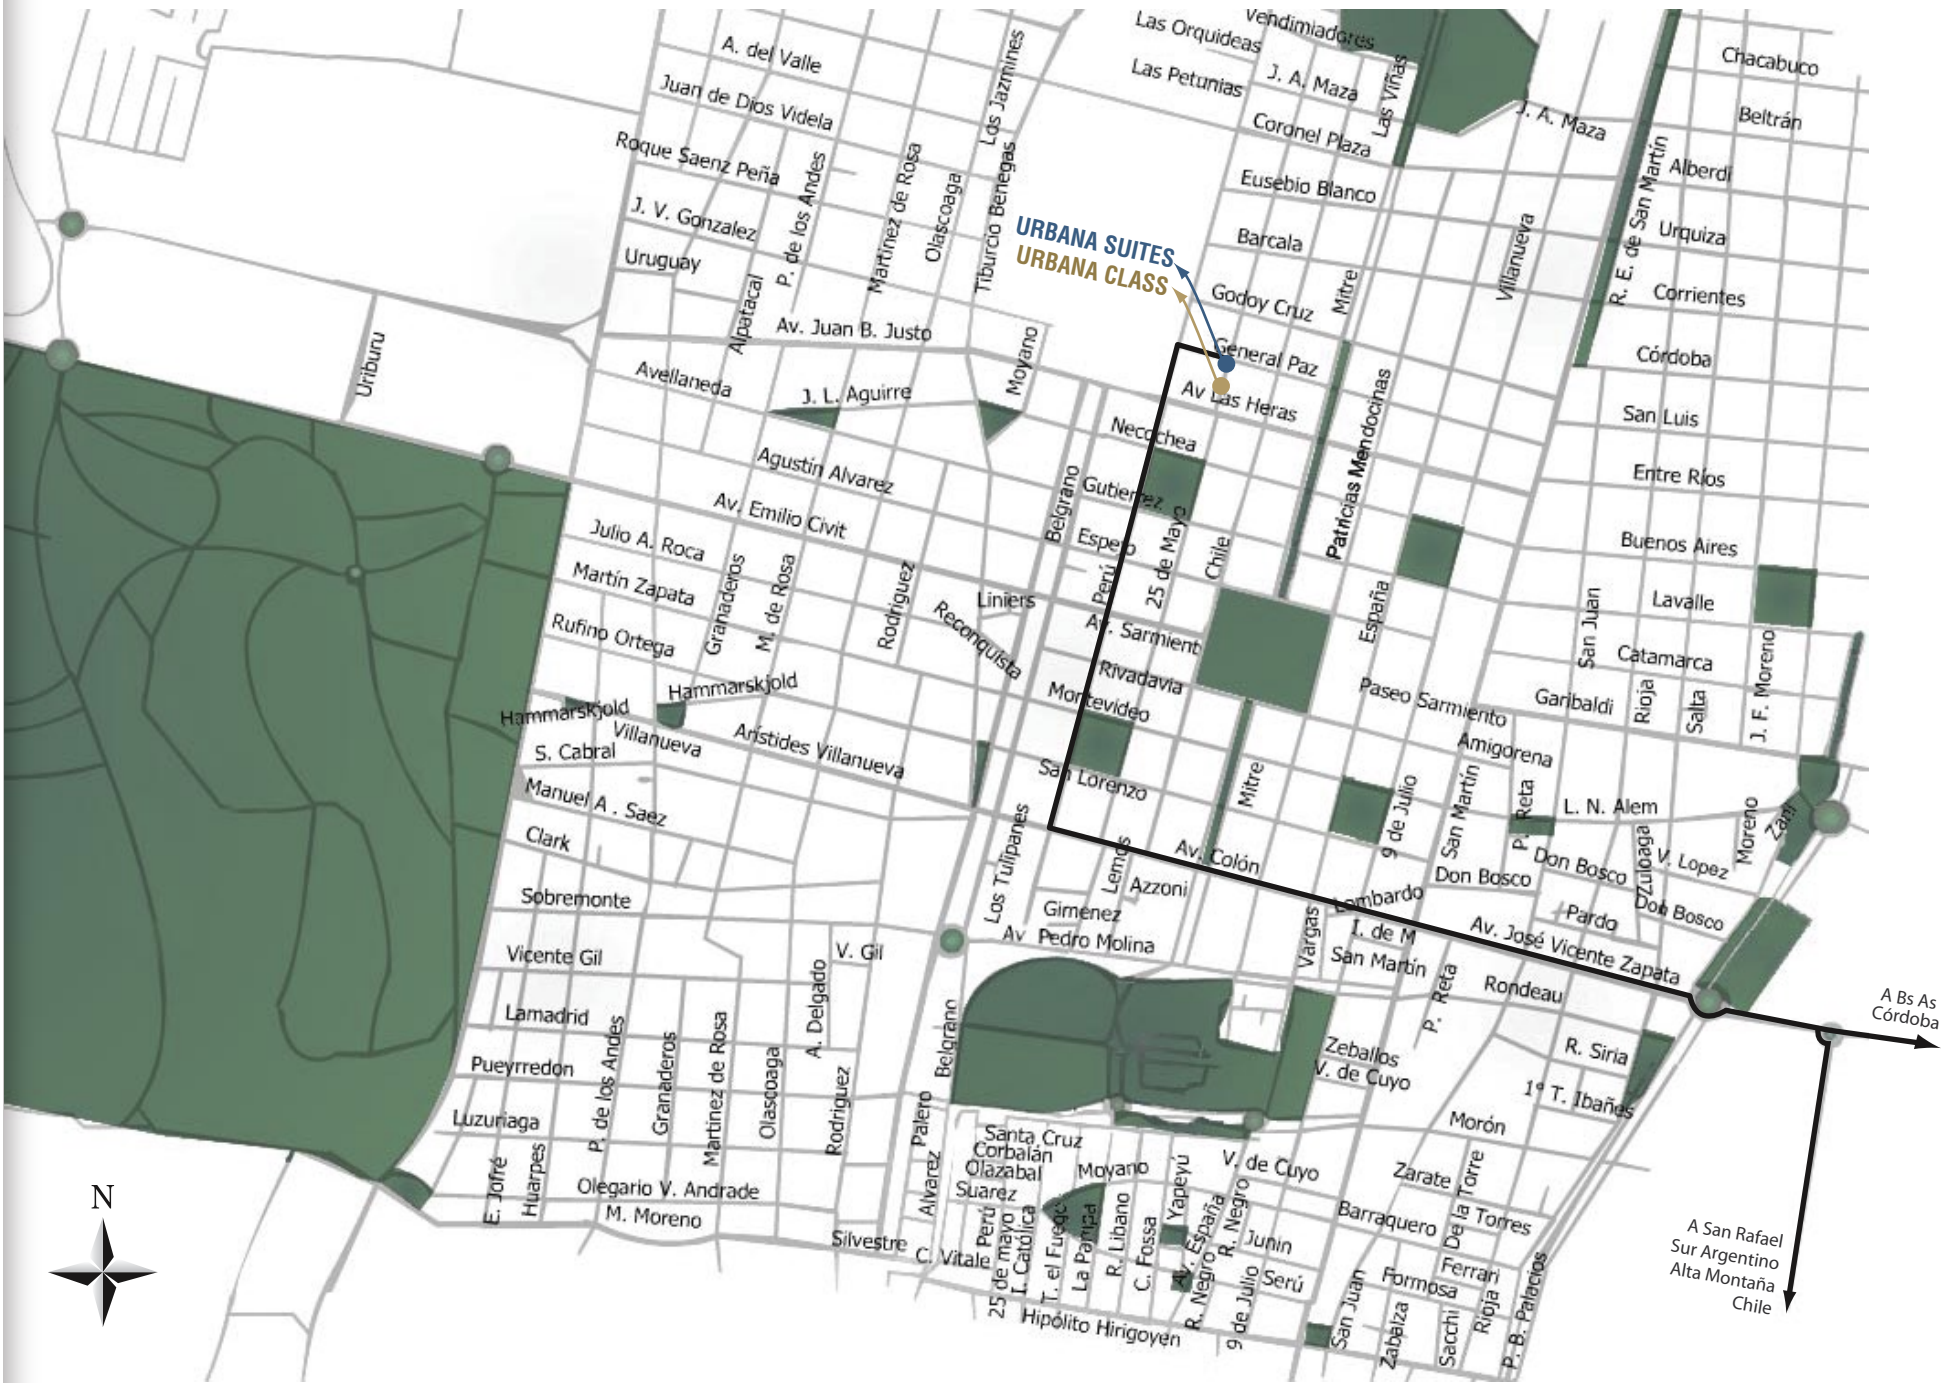 Vendimiadores
Las Orquideas
Las Petunias
J. A. Maza
Las Viñas
Coronel Plaza
J. A. Maza
Eusebio Blanco
Barcala
Godoy Cruz
Mitre
General Paz
Av Las Heras
Villanueva
Chacabuco
Beltrán
Alberdi
R. E. de San Martín
Urquiza
Corrientes
Córdoba
San Luis
Entre Ríos
Buenos Aires
Lavalle
San Juan
Catamarca
Garibaldi
Rioja
Salta
J. F. Moreno
A. del Valle
Juan de Dios Videla
Los Jazmines
Roque Saenz Peña
P. de los Andes
Martinez de Rosa
Olascoaga
Tiburcio Benegas
J. V. Gonzalez
Uruguay
Alpatacal
URBANA SUITES
URBANA CLASS
Av. Juan B. Justo
Moyano
Uriburu
Avellaneda
J. L. Aguirre
Agustín Alvarez
Av. Emilio Civit
Necochea
Gutierrez
Belgrano
Espejo
Perú
25 de Mayo
Chile
Patricias Mendocinas
España
Julio A. Roca
Martín Zapata
Rufino Ortega
Granaderos
M. de Rosa
Rodriguez
Liniers
Reconquista
Av. Sarmient
Rivadavia
Montevideo
San Lorenzo
Paseo Sarmiento
Amigorena
Hammarskjold
Hammarskjold
Villanueva
Arístides Villanueva
S. Cabral
Manuel A . Saez
Clark
Mitre
9 de Julio
San Martín
P. Reta
L. N. Alem
Moreno
Zanj
Don Bosco
Don Bosco
Zuloaga
V. Lopez
Don Bosco
Pardo
Av. Colón
Lemos
Azzoni
Los Tulipanes
Gimenez
Av Pedro Molina
Lombardo
I. de M
San Martín
Vargas
Av. José Vicente Zapata
Rondeau
P. Reta
Sobremonte
Vicente Gil
V. Gil
A. Delgado
Lamadrid
Pueyrredon
Luzuriaga
P. de los Andes
Granaderos
Martinez de Rosa
Olascoaga
Rodriguez
Belgrano
E. Jofré
Huarpes
Olegario V. Andrade
M. Moreno
Silvestre
Alvarez Palero
C. Vitale
Zeballos
V. de Cuyo
R. Siria
1º T. Ibañes
Morón
Santa Cruz
Corbalán
Olazabal
Suarez
Moyano
V. de Cuyo
Perú
25 de mayo
I. Católica
T. el Fuego
La Pampa
R. Libano
C. Fossa
Yapeyú
Av. España
R. Negro
R. Negro
9 de Julio
Junin
Serú
Hipólito Hirigoyen
Zarate
De la Torre
Torres
Barraquero
Ferrari
Formosa
San Juan
Zabalza
Sacchi
Rioja
P. B. Palacios
A Bs As
Córdoba
A San Rafael
Sur Argentino
Alta Montaña
Chile
N